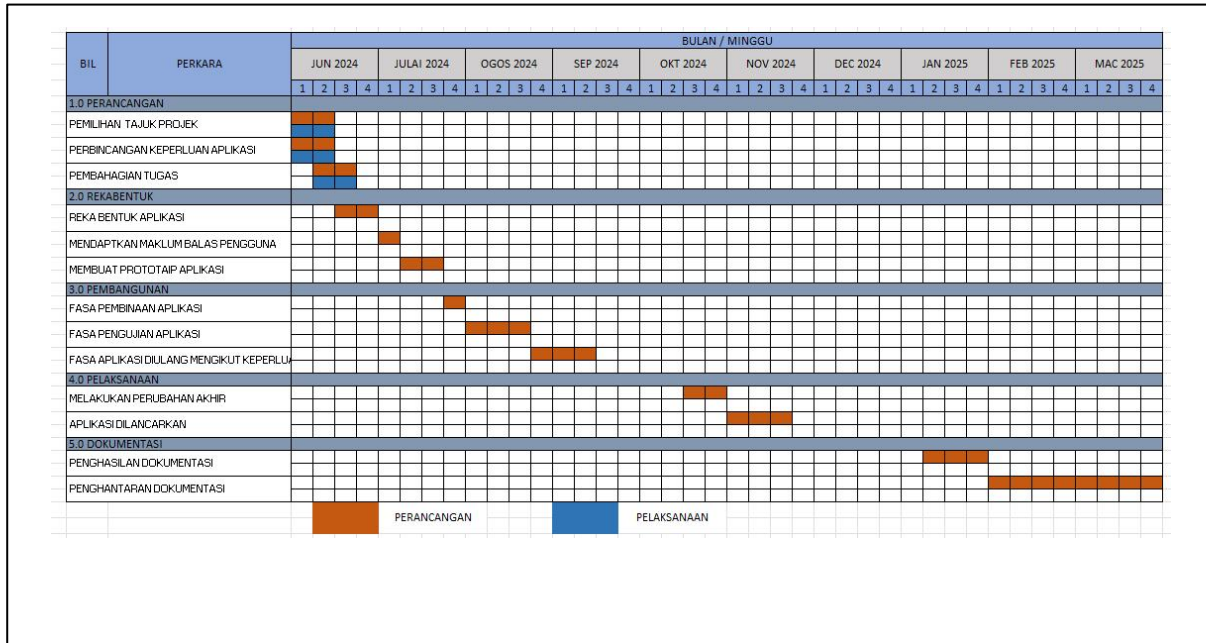 BULAN / MINGGU
BIL PERKARA JUN 2024 JULAI 2024 OGOS 2024 SEP 2024 OKT 2024 NOV 2024 DEC 2024 JAN 2025 FEB 2025 MAC 2025
1 2 3 4 1 2 3 4 1 2 3 4 1 2 3 4 1 2 3 4 1 2 3 4 1 2 3 4 1 2 3 4 1 2 3 4 1 2 3 4
1.0 PERANCANGAN
PEMILIHAN TAJUK PROJEK
PERBINCANGAN KEPERLUAN APLIKASI
PEMBAHAGIAN TUGAS
2.0 REKABENTUK
REKA BENTUK APLIKASI
MENDAPTKAN MAKLUM BALAS PENGGUNA
MEMBUAT PROTOTAIP APLIKASI
3.0 PEMBANGUNAN
FASA PEMBINAAN APLIKASI
FASA PENGUJIAN APLIKASI
FASA APLIKASI DIULANG MENGIKUT KEPERLUA
4.0 PELAKSANAAN
MELAKUKAN PERUBAHAN AKHIR
APLIKASI DILANCARKAN
5.0 DOKUMENTASI
PENGHASILAN DOKUMENTASI
PENGHANTARAN DOKUMENTASI
PERANCANGAN PELAKSANAAN